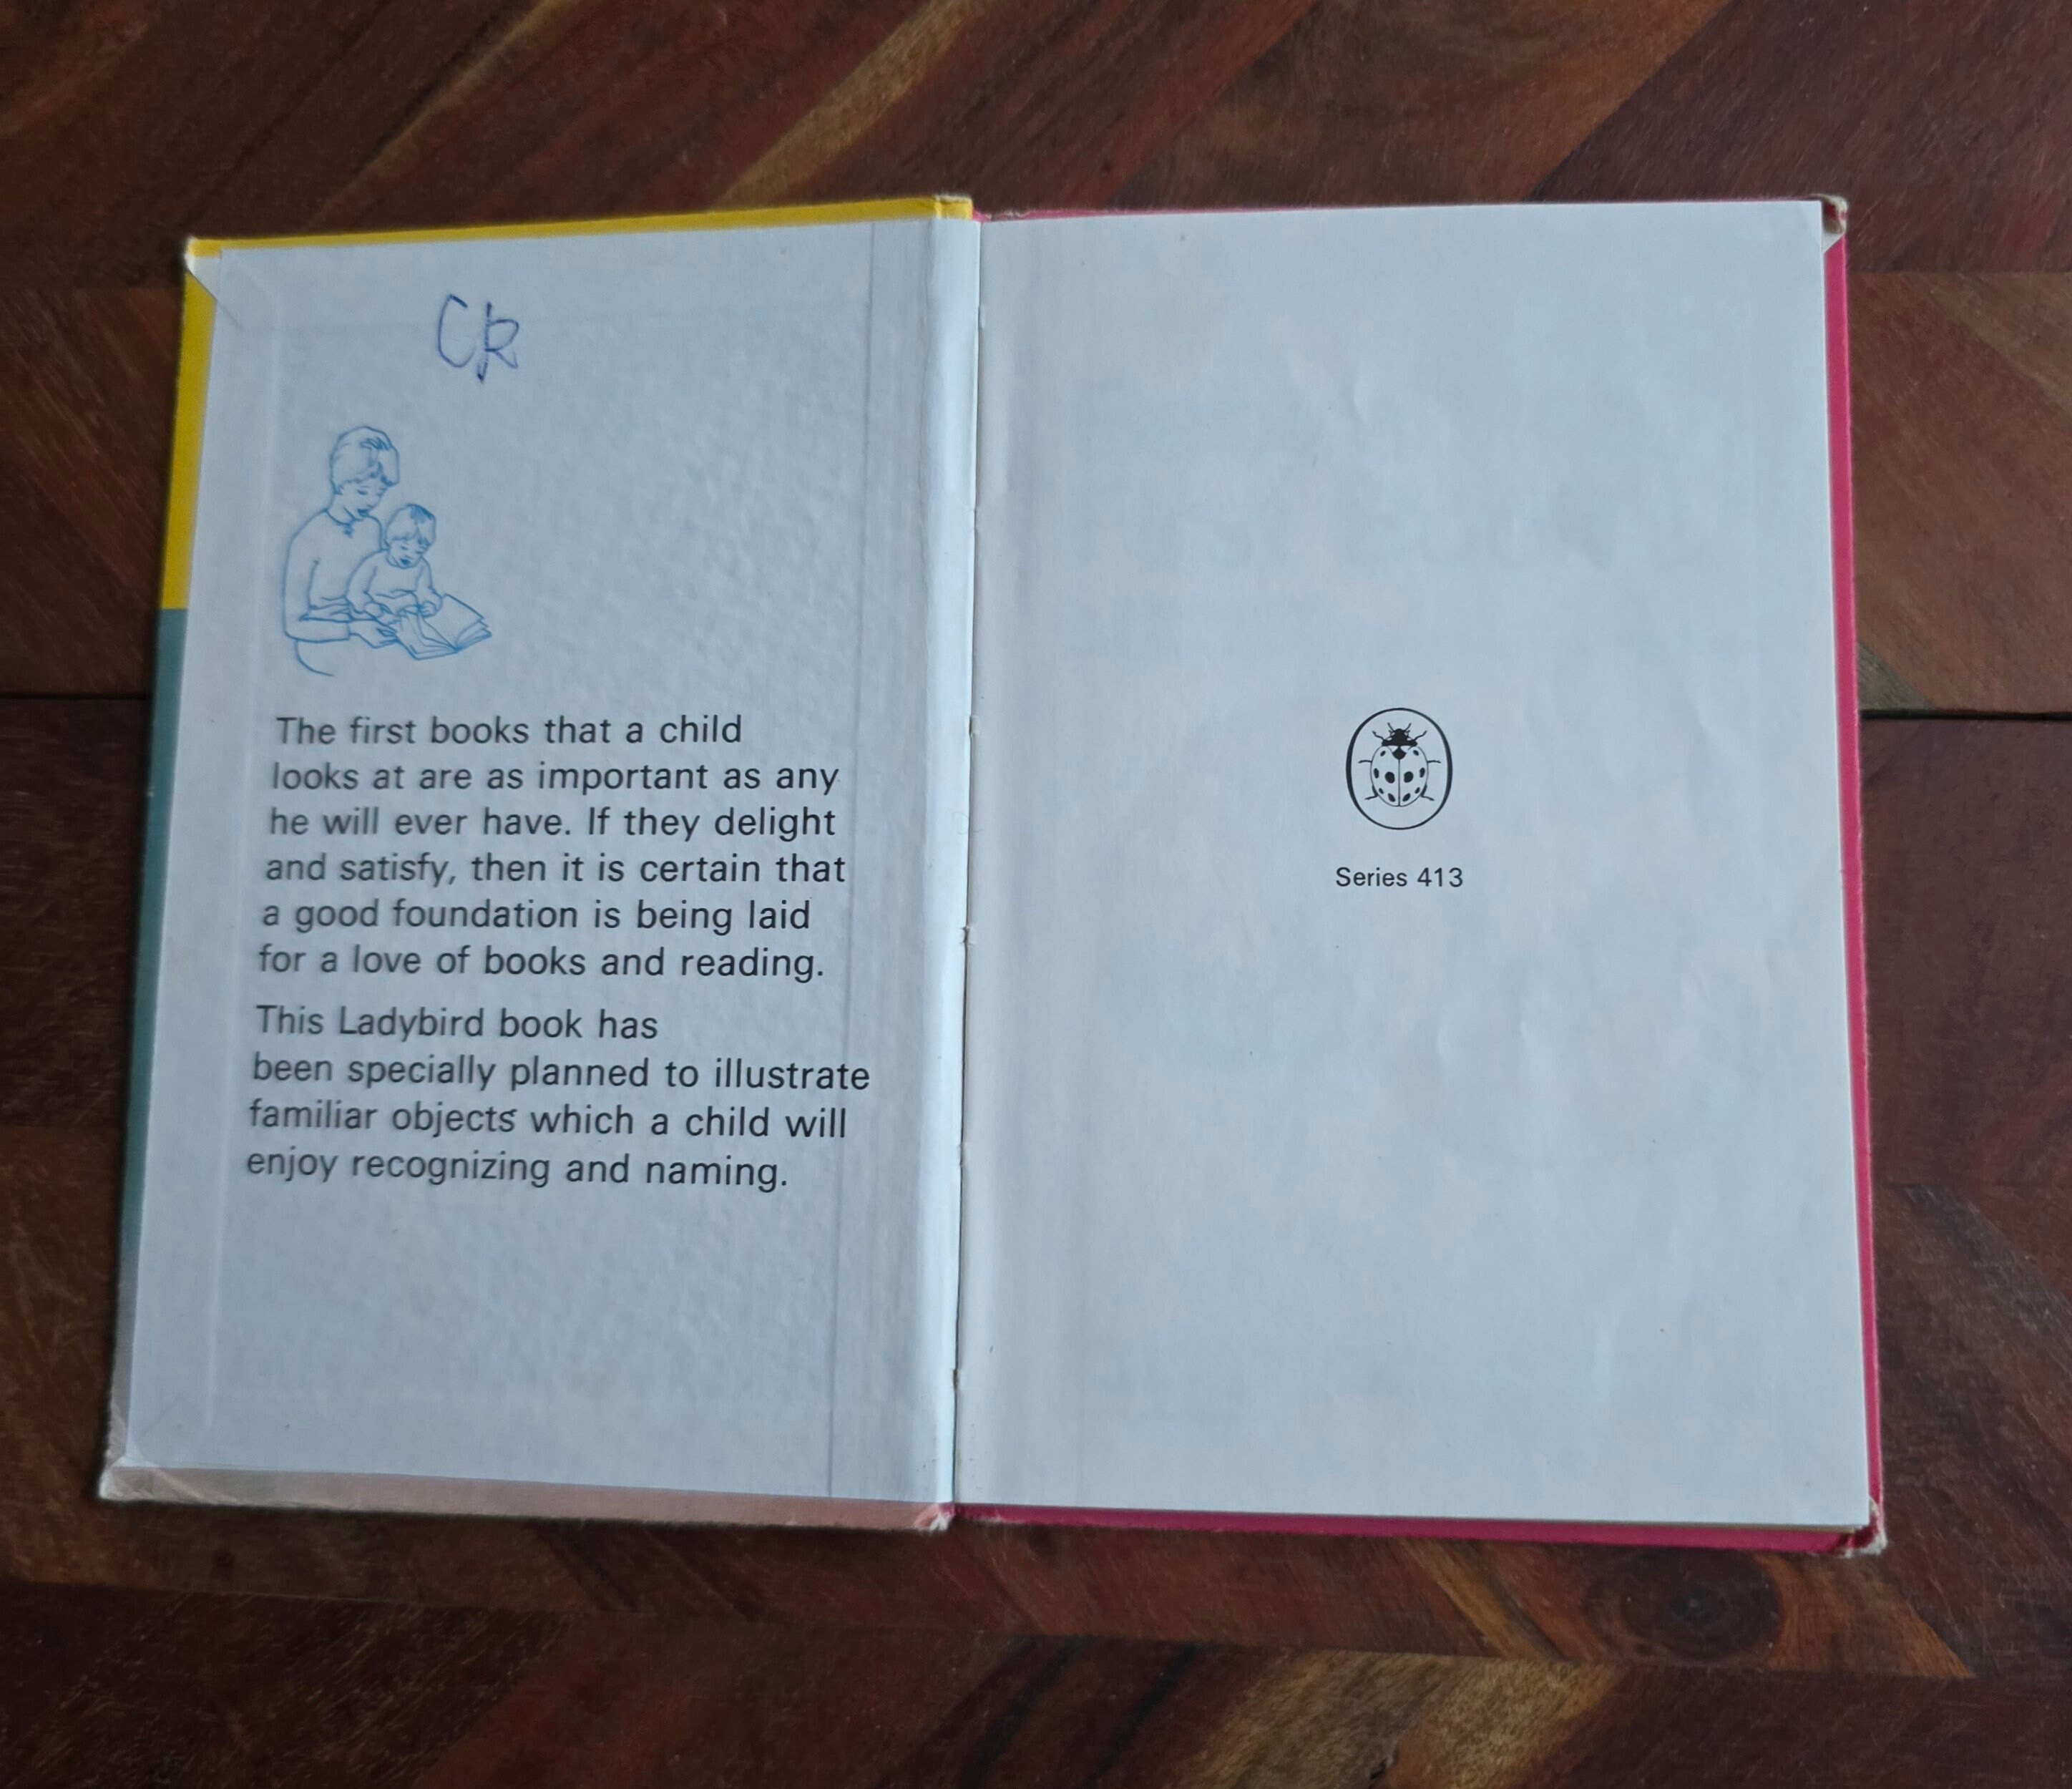 CR
The first books that a child
looks at are as important as any
he will ever have. If they delight
and satisfy, then it is certain that
a good foundation is being laid
for a love of books and reading.
This Ladybird book has
been specially planned to illustrate
familiar objects which a child will
enjoy recognizing and naming.
Series 413